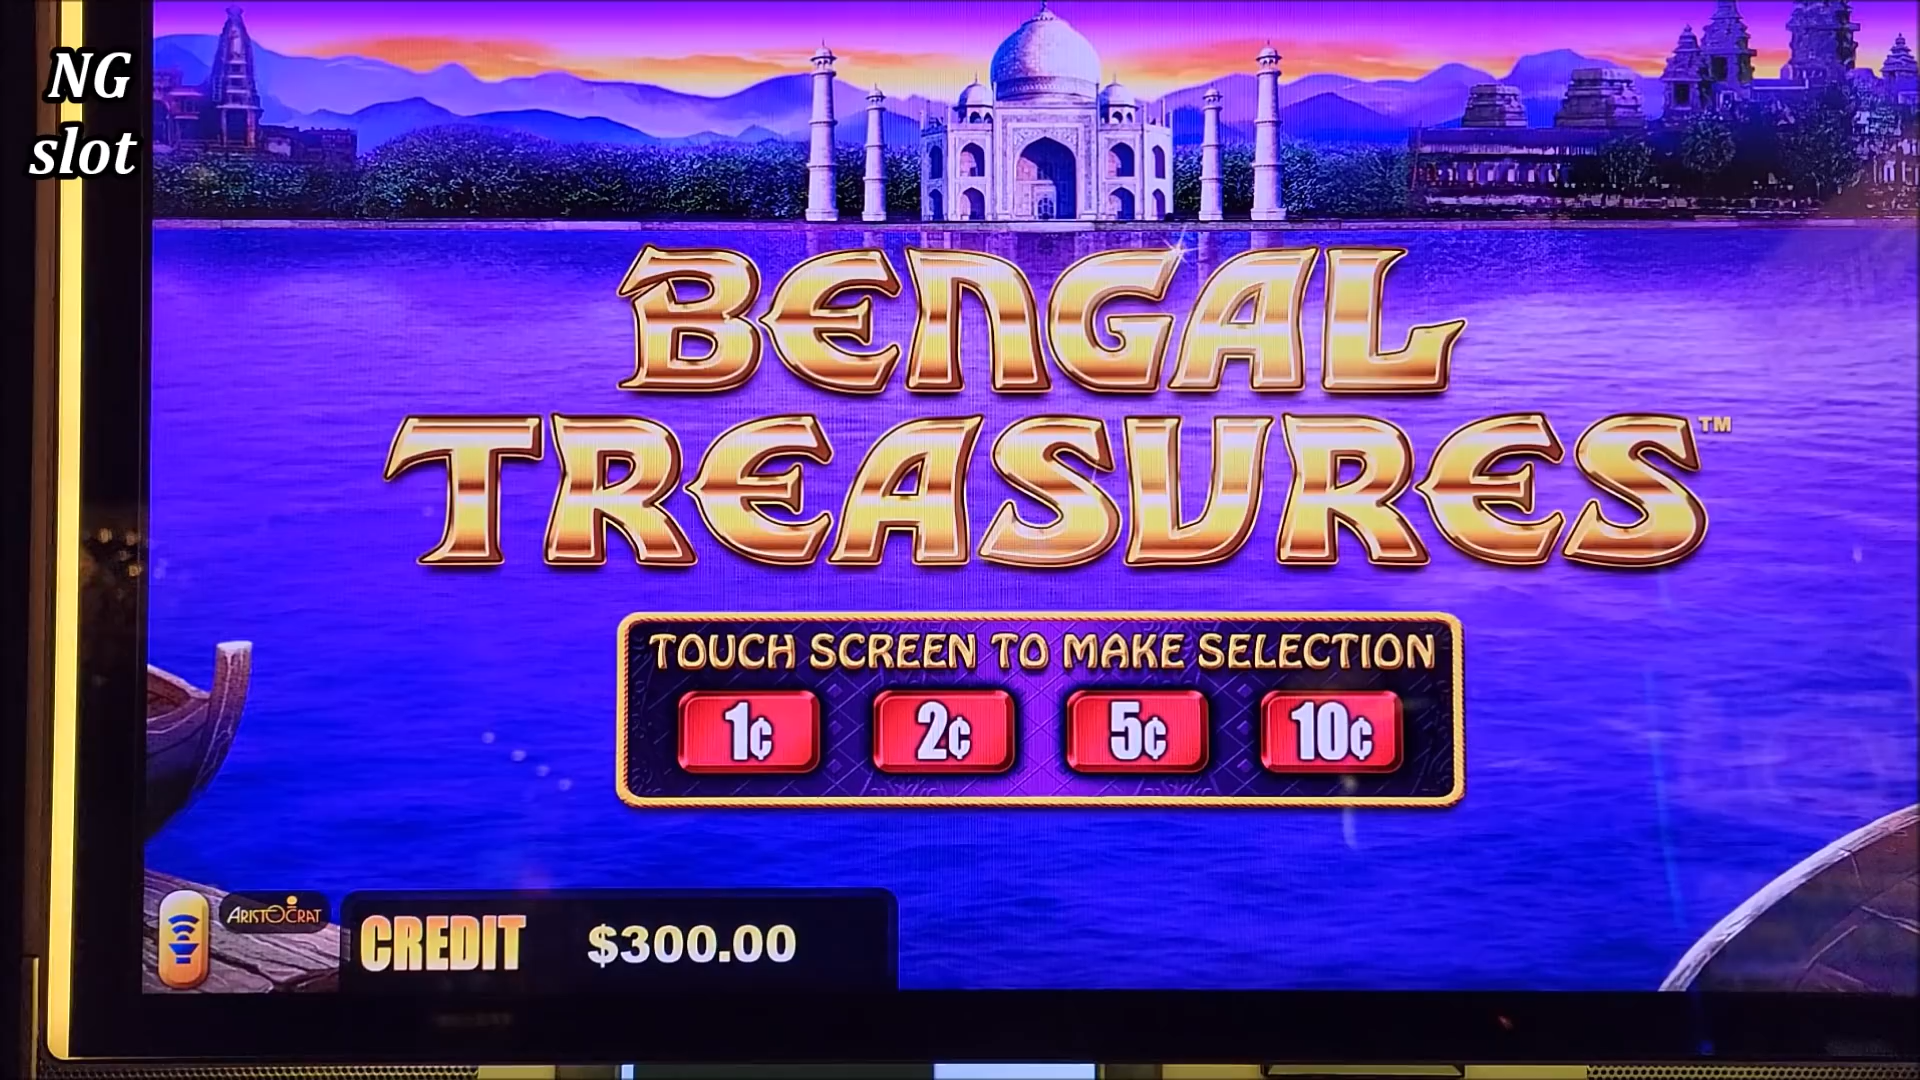 NG
slot
BENGAL
TREASURES™
TOUCH SCREEN TO MAKE SELECTION
1¢ 2¢ 5¢ 10¢
ARISTOCRAT
CREDIT $300.00